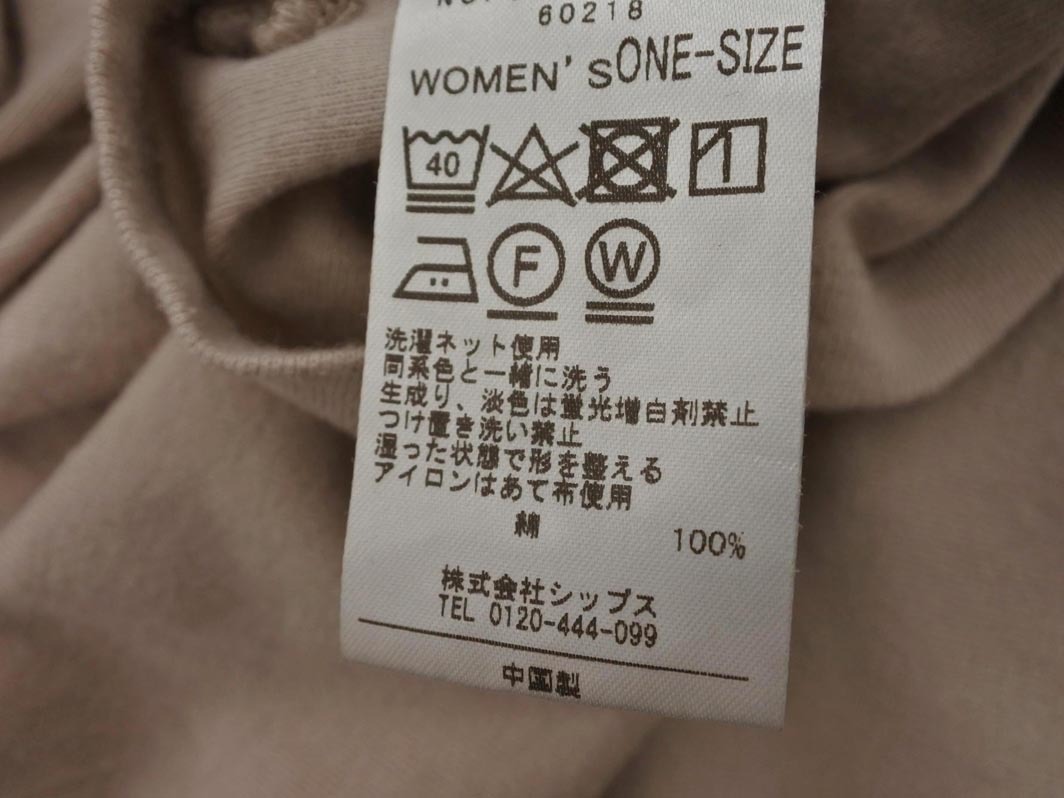 60218
WOMEN'S ONE-SIZE
40
F W
洗濯ネット使用
同系色と一緒に洗う
生成り、淡色は蛍光増白剤禁止
つけ置き洗い禁止
湿った状態で形を整える
アイロンはあて布使用
綿 100%
株式会社シップス
TEL 0120-444-099
中国製